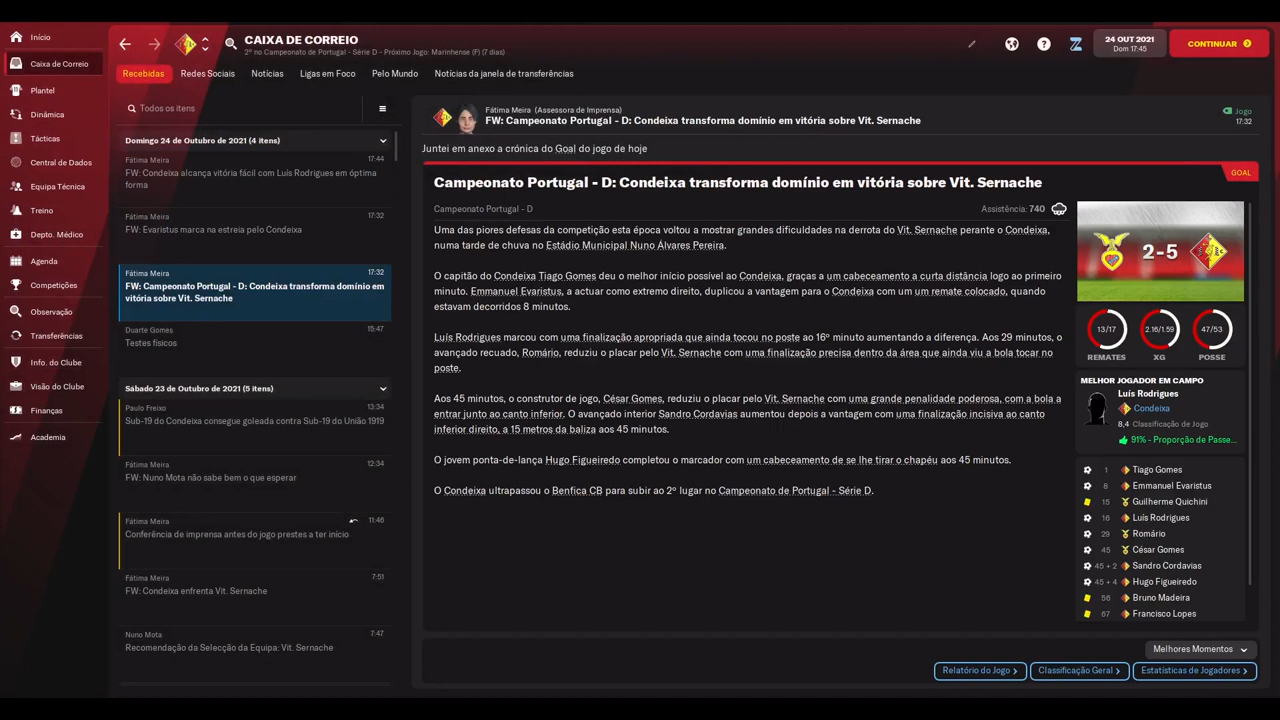 Início
Caixa de Correio
Plantel
Dinâmica
Tácticas
Central de Dados
Equipa Técnica
Treino
Depto. Médico
Agenda
Competições
Observação
Transferências
Info. do Clube
Visão do Clube
Finanças
Academia
CAIXA DE CORREIO
2º no Campeonato de Portugal - Série D - Próximo Jogo: Marinhense (F) (7 dias)
24 OUT 2021
Dom 17:45
CONTINUAR
Recebidas
Redes Sociais
Notícias
Ligas em Foco
Pelo Mundo
Notícias da janela de transferências
Todos os itens
Domingo 24 de Outubro de 2021 (4 itens)
Fátima Meira 17:44
FW: Condeixa alcança vitória fácil com Luís Rodrigues em óptima
forma
Fátima Meira 17:32
FW: Evaristus marca na estreia pelo Condeixa
Fátima Meira 17:32
FW: Campeonato Portugal - D: Condeixa transforma domínio em
vitória sobre Vit. Sernache
Duarte Gomes 15:47
Testes físicos
Sábado 23 de Outubro de 2021 (5 itens)
Paulo Freixo 13:34
Sub-19 do Condeixa consegue goleada contra Sub-19 do União 1919
Fátima Meira 12:34
FW: Nuno Mota não sabe bem o que esperar
Fátima Meira 11:46
Conferência de imprensa antes do jogo prestes a ter início
Fátima Meira 7:51
FW: Condeixa enfrenta Vit. Sernache
Nuno Mota 7:47
Recomendação da Selecção da Equipa: Vit. Sernache
Fátima Meira (Assessora de Imprensa)
FW: Campeonato Portugal - D: Condeixa transforma domínio em vitória sobre Vit. Sernache
Jogo
17:32
Juntei em anexo a crónica do Goal do jogo de hoje
GOAL
Campeonato Portugal - D: Condeixa transforma domínio em vitória sobre Vit. Sernache
Campeonato Portugal - D Assistência: 740
Uma das piores defesas da competição esta época voltou a mostrar grandes dificuldades na derrota do Vit. Sernache perante o Condeixa,
numa tarde de chuva no Estádio Municipal Nuno Álvares Pereira.
O capitão do Condeixa Tiago Gomes deu o melhor início possível ao Condeixa, graças a um cabeceamento a curta distância logo ao primeiro
minuto. Emmanuel Evaristus, a actuar como extremo direito, duplicou a vantagem para o Condeixa com um um remate colocado, quando
estavam decorridos 8 minutos.
Luís Rodrigues marcou com uma finalização apropriada que ainda tocou no poste ao 16º minuto aumentando a diferença. Aos 29 minutos, o
avançado recuado, Romário, reduziu o placar pelo Vit. Sernache com uma finalização precisa dentro da área que ainda viu a bola tocar no
poste.
Aos 45 minutos, o construtor de jogo, César Gomes, reduziu o placar pelo Vit. Sernache com uma grande penalidade poderosa, com a bola a
entrar junto ao canto inferior. O avançado interior Sandro Cordavias aumentou depois a vantagem com uma finalização incisiva ao canto
inferior direito, a 15 metros da baliza aos 45 minutos.
O jovem ponta-de-lança Hugo Figueiredo completou o marcador com um cabeceamento de se lhe tirar o chapéu aos 45 minutos.
O Condeixa ultrapassou o Benfica CB para subir ao 2º lugar no Campeonato de Portugal - Série D.
2-5
13/17
2.16/1.59
47/53
REMATES
XG
POSSE
MELHOR JOGADOR EM CAMPO
Luís Rodrigues
Condeixa
8,4 Classificação de Jogo
91% - Proporção de Passe...
1 Tiago Gomes
8 Emmanuel Evaristus
15 Guilherme Quichini
16 Luís Rodrigues
29 Romário
45 César Gomes
45 + 2 Sandro Cordavias
45 + 4 Hugo Figueiredo
56 Bruno Madeira
67 Francisco Lopes
Melhores Momentos
Relatório do Jogo
Classificação Geral
Estatísticas de Jogadores